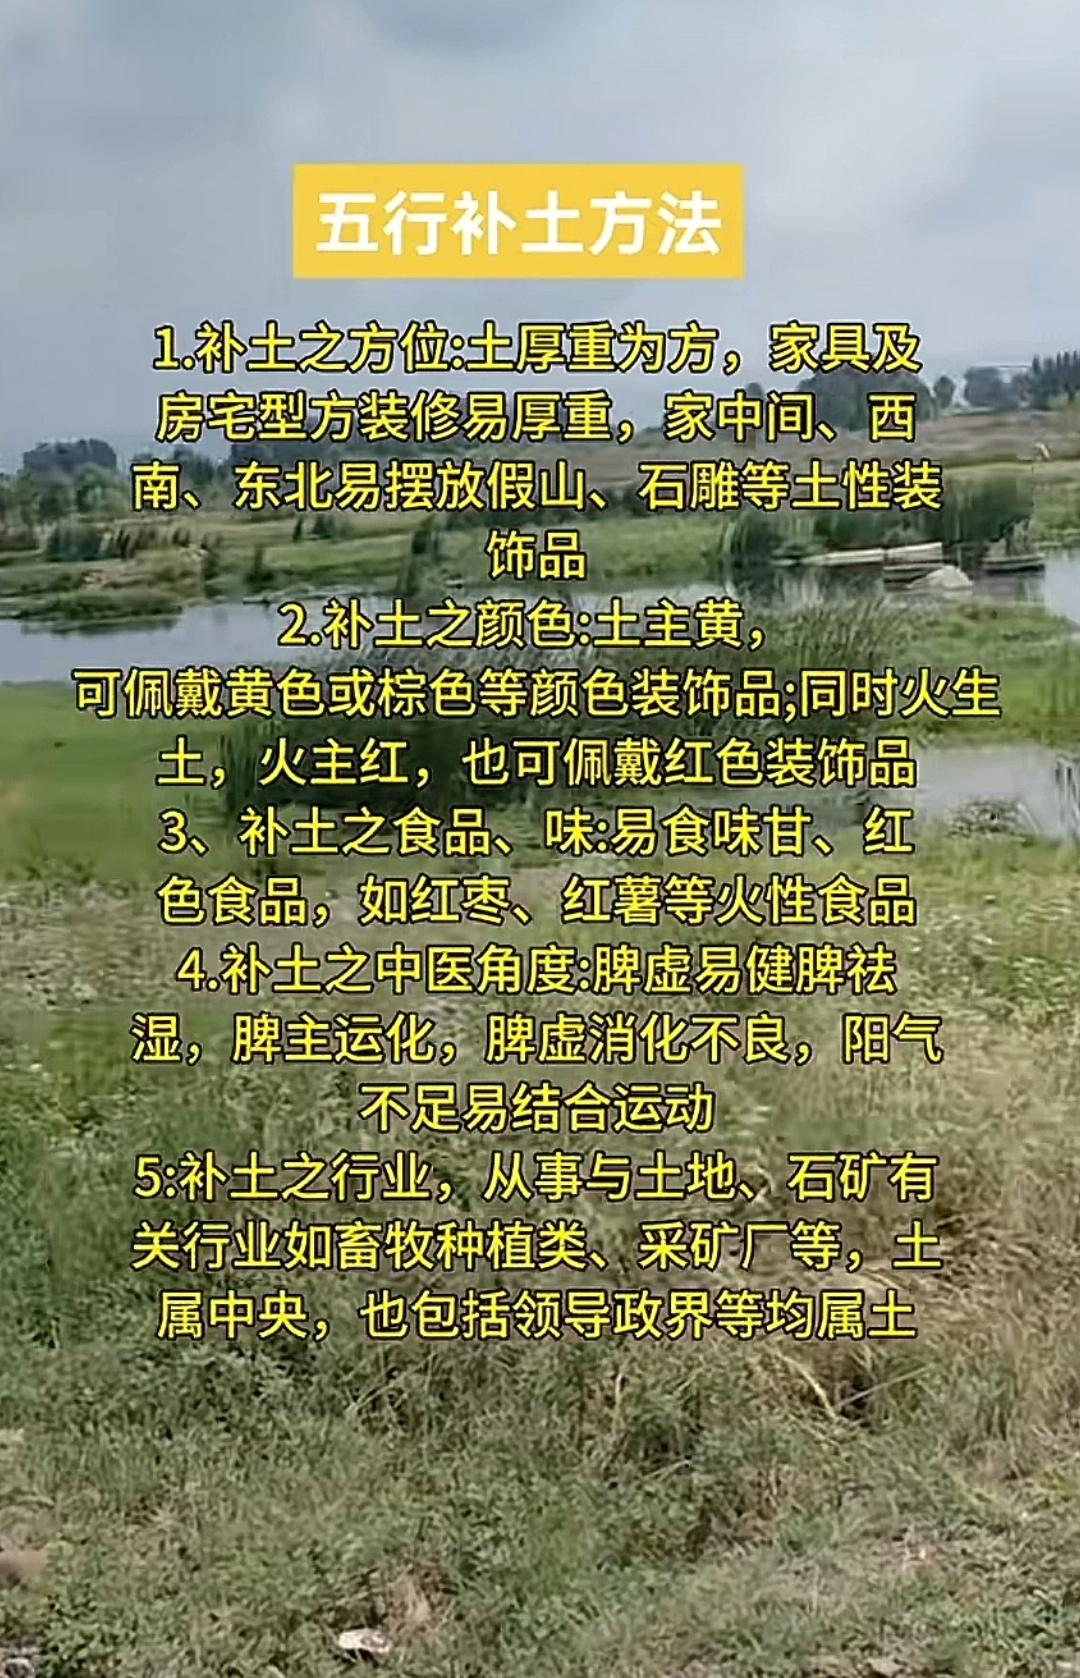 五行补土方法
1.补土之方位:土厚重为方，家具及
房宅型方装修易厚重，家中间、西
南、东北易摆放假山、石雕等土性装
饰品
2.补土之颜色:土主黄，
可佩戴黄色或棕色等颜色装饰品;同时火生
土，火主红，也可佩戴红色装饰品
3、补土之食品、味:易食味甘、红
色食品，如红枣、红薯等火性食品
4.补土之中医角度:脾虚易健脾祛
湿，脾主运化，脾虚消化不良，阳气
不足易结合运动
5:补土之行业，从事与土地、石矿有
关行业如畜牧种植类、采矿厂等，土
属中央，也包括领导政界等均属土